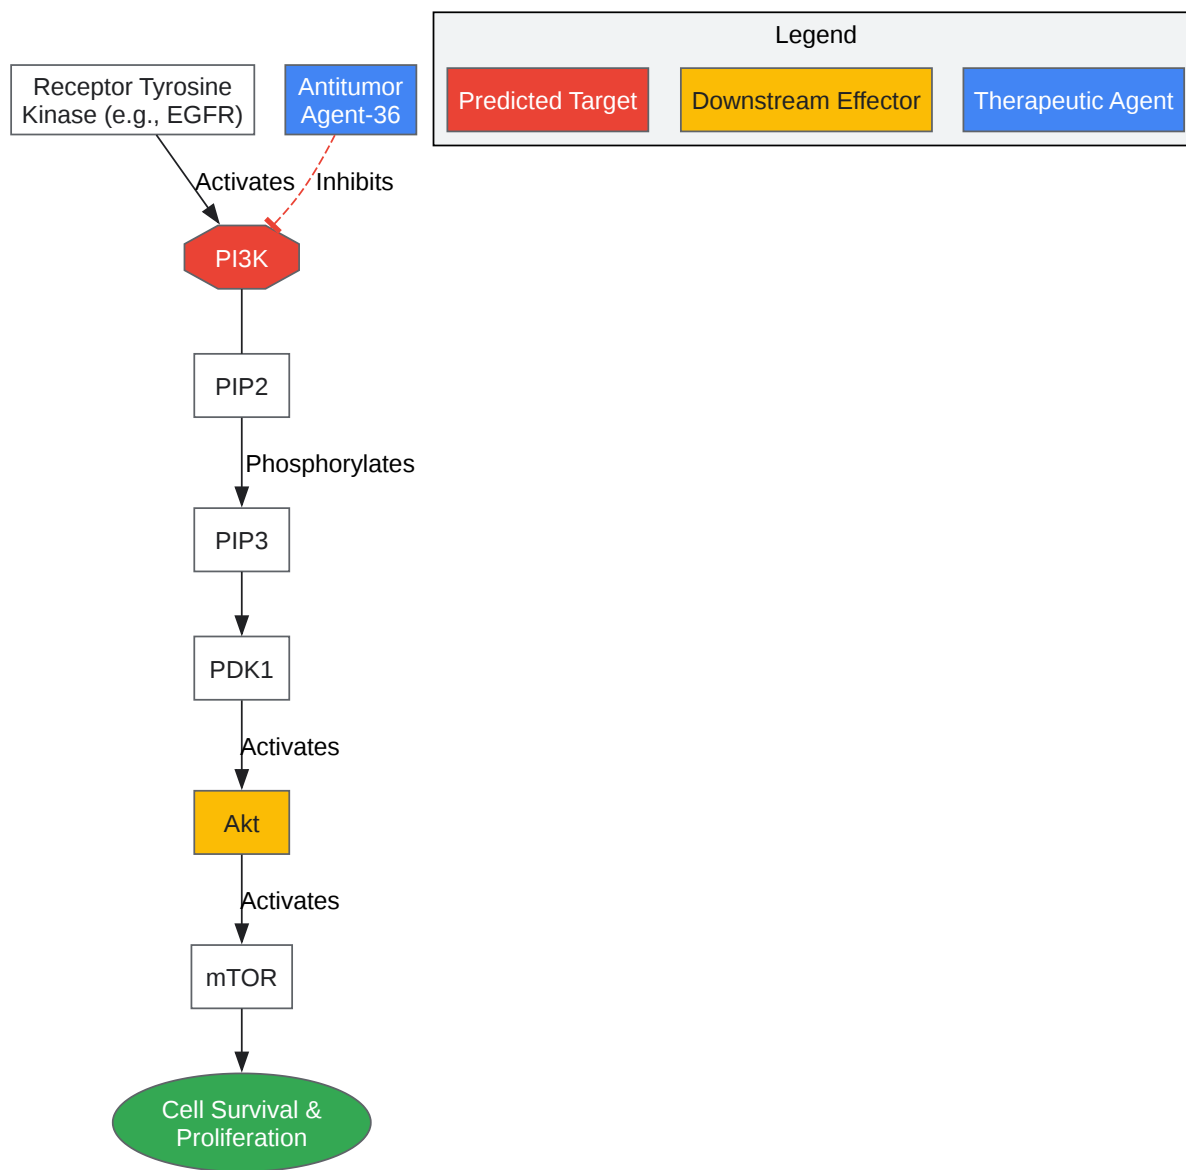 Legend
Receptor Tyrosine
Kinase (e.g., EGFR)
Antitumor
Agent-36
Predicted Target
Downstream Effector
Therapeutic Agent
Activates
Inhibits
PI3K
PIP2
Phosphorylates
PIP3
PDK1
Activates
Akt
Activates
mTOR
Cell Survival &
Proliferation